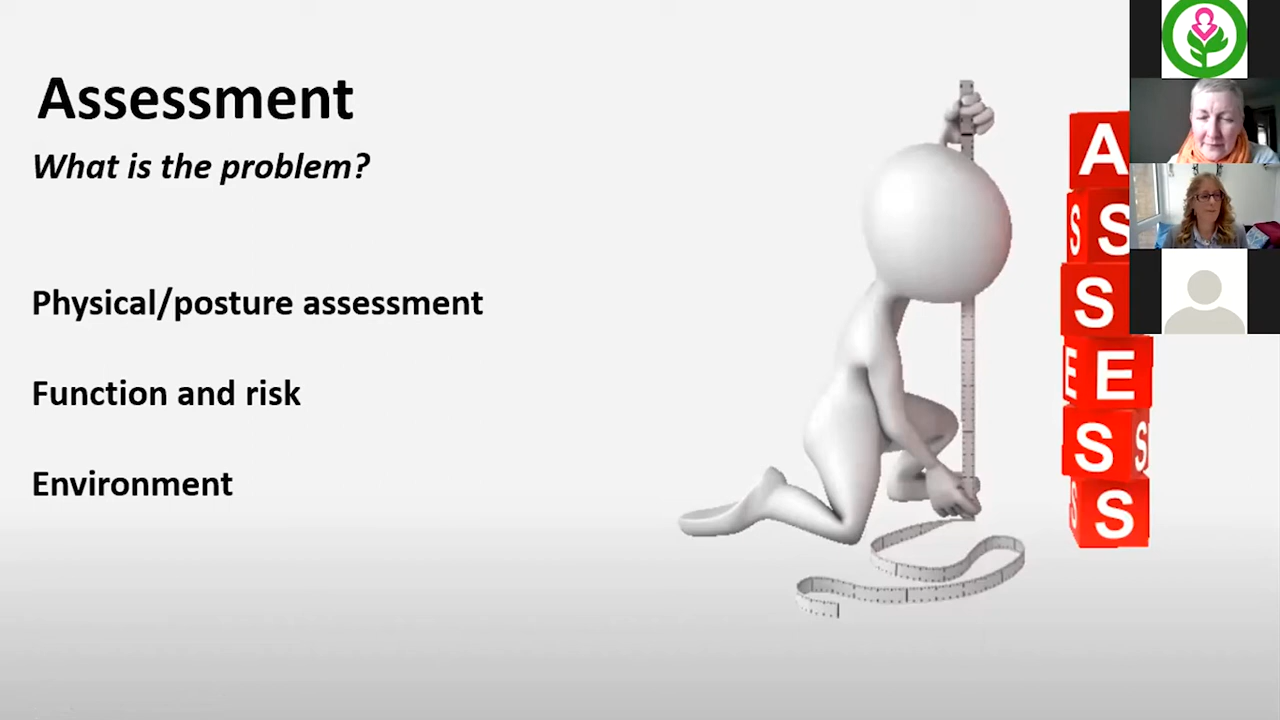 Assessment
What is the problem?
Physical/posture assessment
Function and risk
Environment
A
S S
S
E E
S S
S S